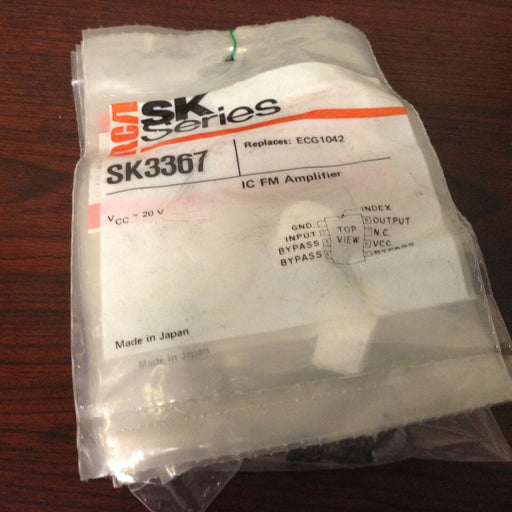 RCA
SK
Series
SK3367
Replaces: ECG1042
IC FM Amplifier
VCC = 20 V
INDEX
GND.
INPUT
BYPASS
BYPASS
TOP
VIEW
OUTPUT
N.C.
VCC
BYPASS
Made in Japan
Made in Japan